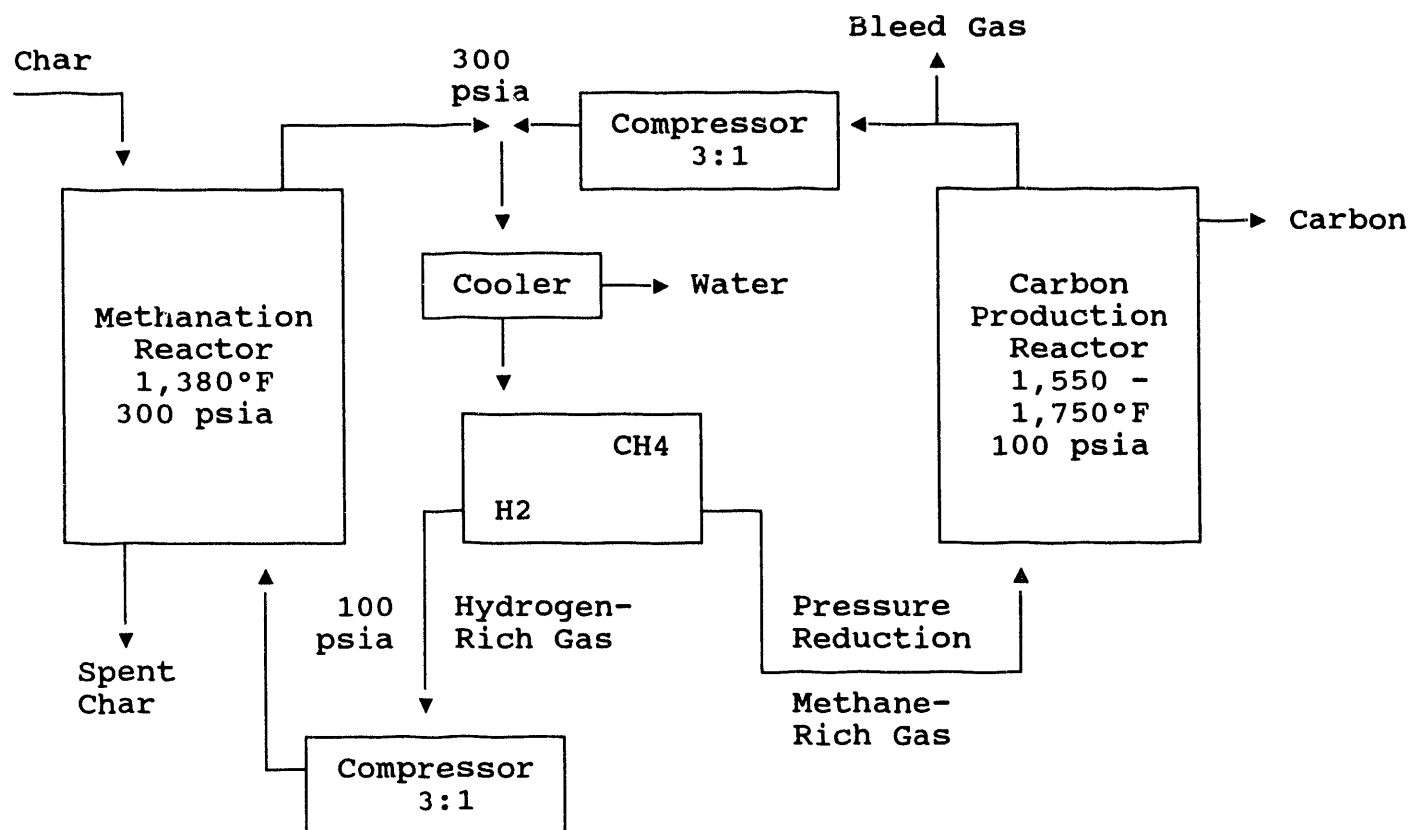 Bleed Gas
Char
300
psia
Compressor
3:1
Carbon
Cooler
Water
Methanation
Reactor
1,380°F
300 psia
Carbon
Production
Reactor
1,550 -
1,750°F
100 psia
CH4
H2
100
psia
Hydrogen-
Rich Gas
Pressure
Reduction
Spent
Char
Methane-
Rich Gas
Compressor
3:1